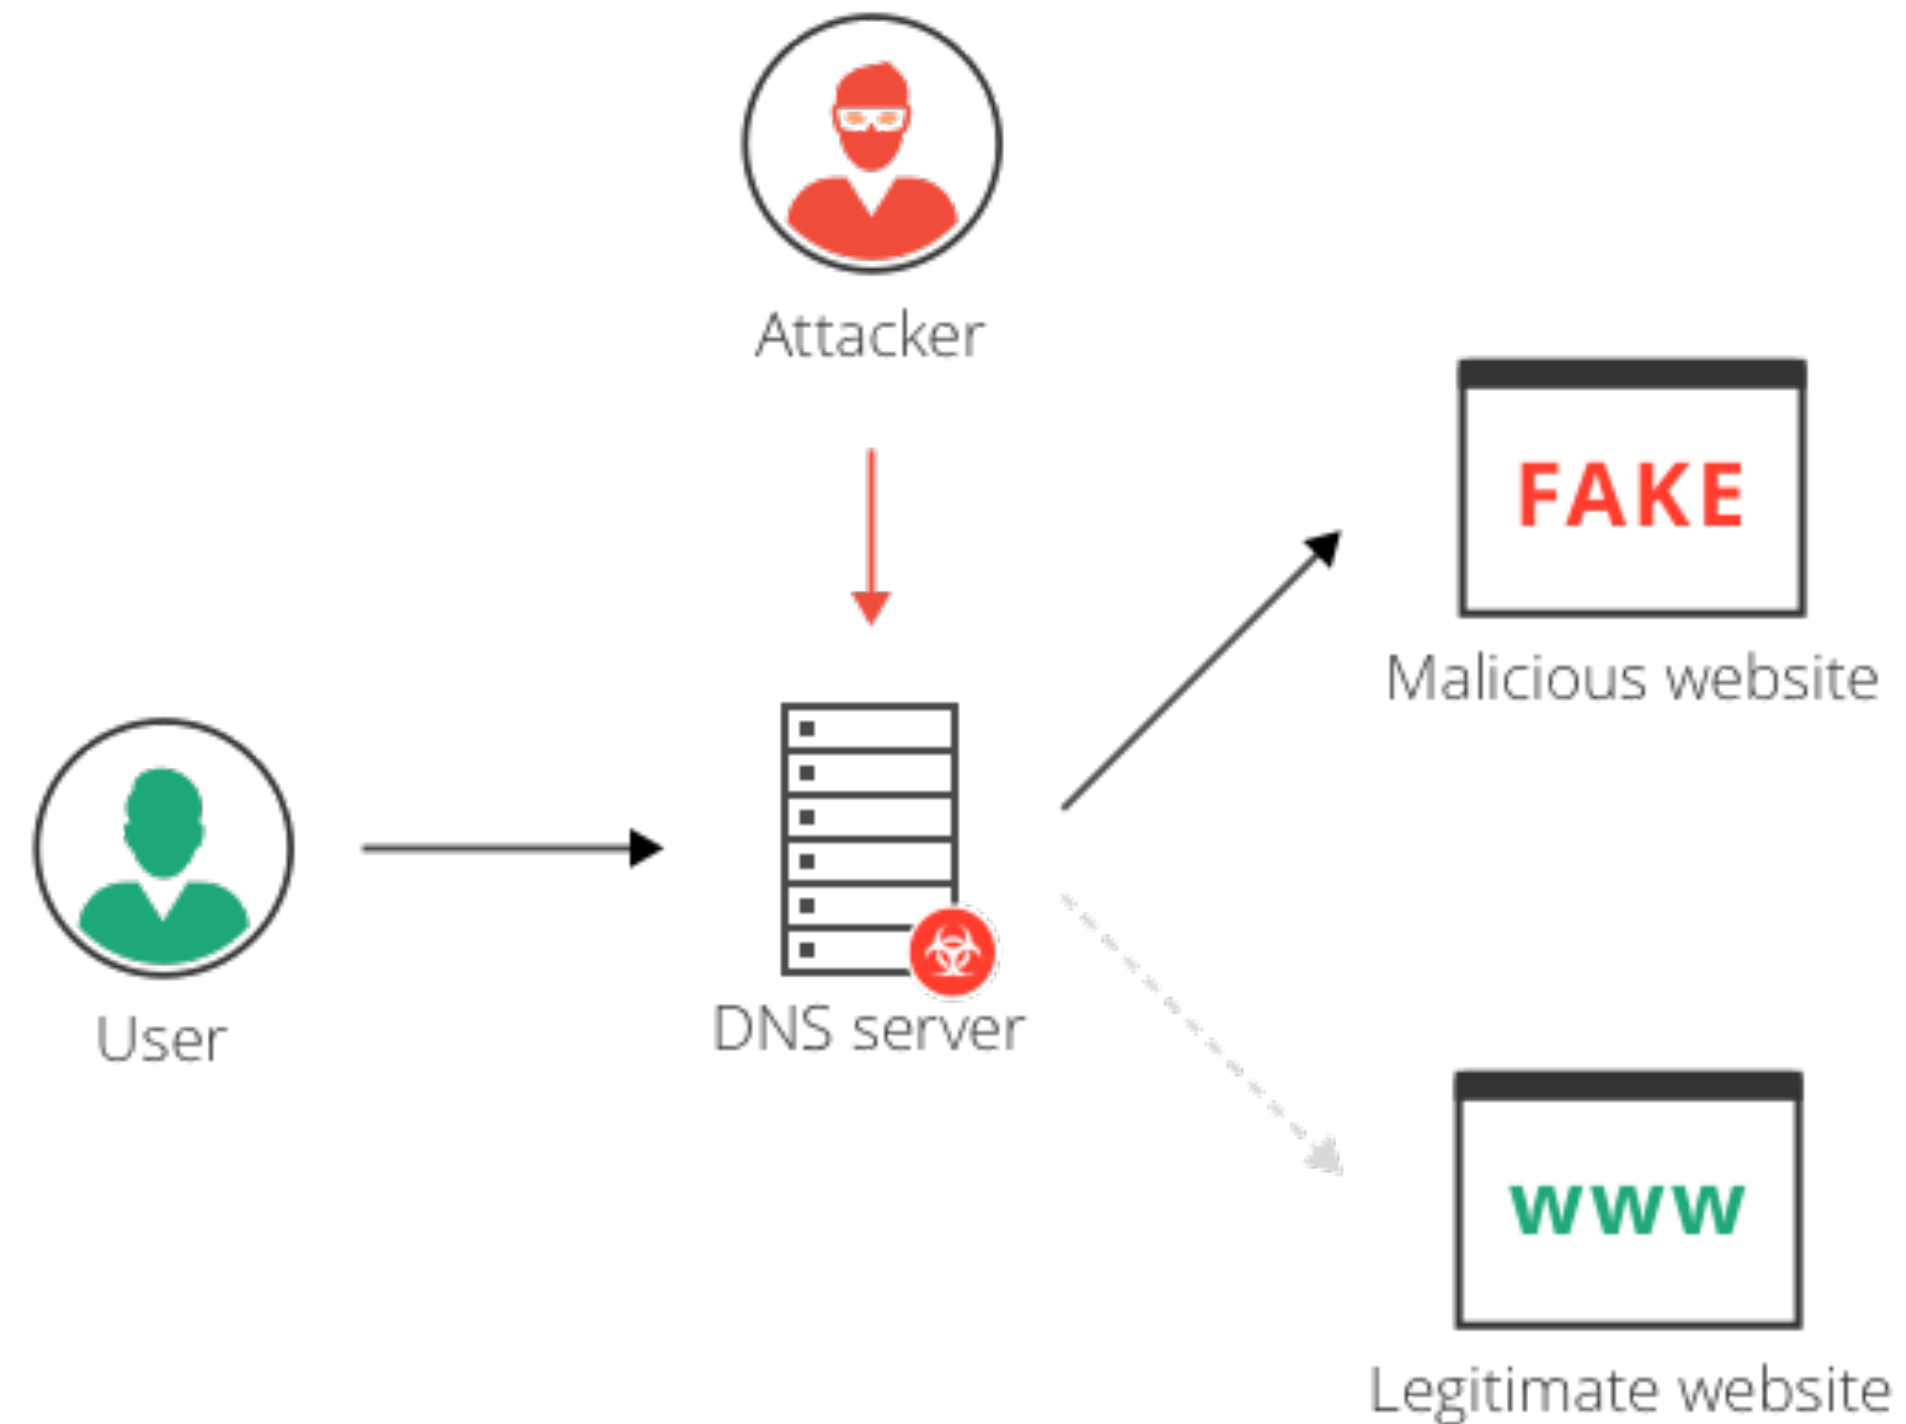 Attacker
FAKE
Malicious website
User
DNS server
www
Legitimate website